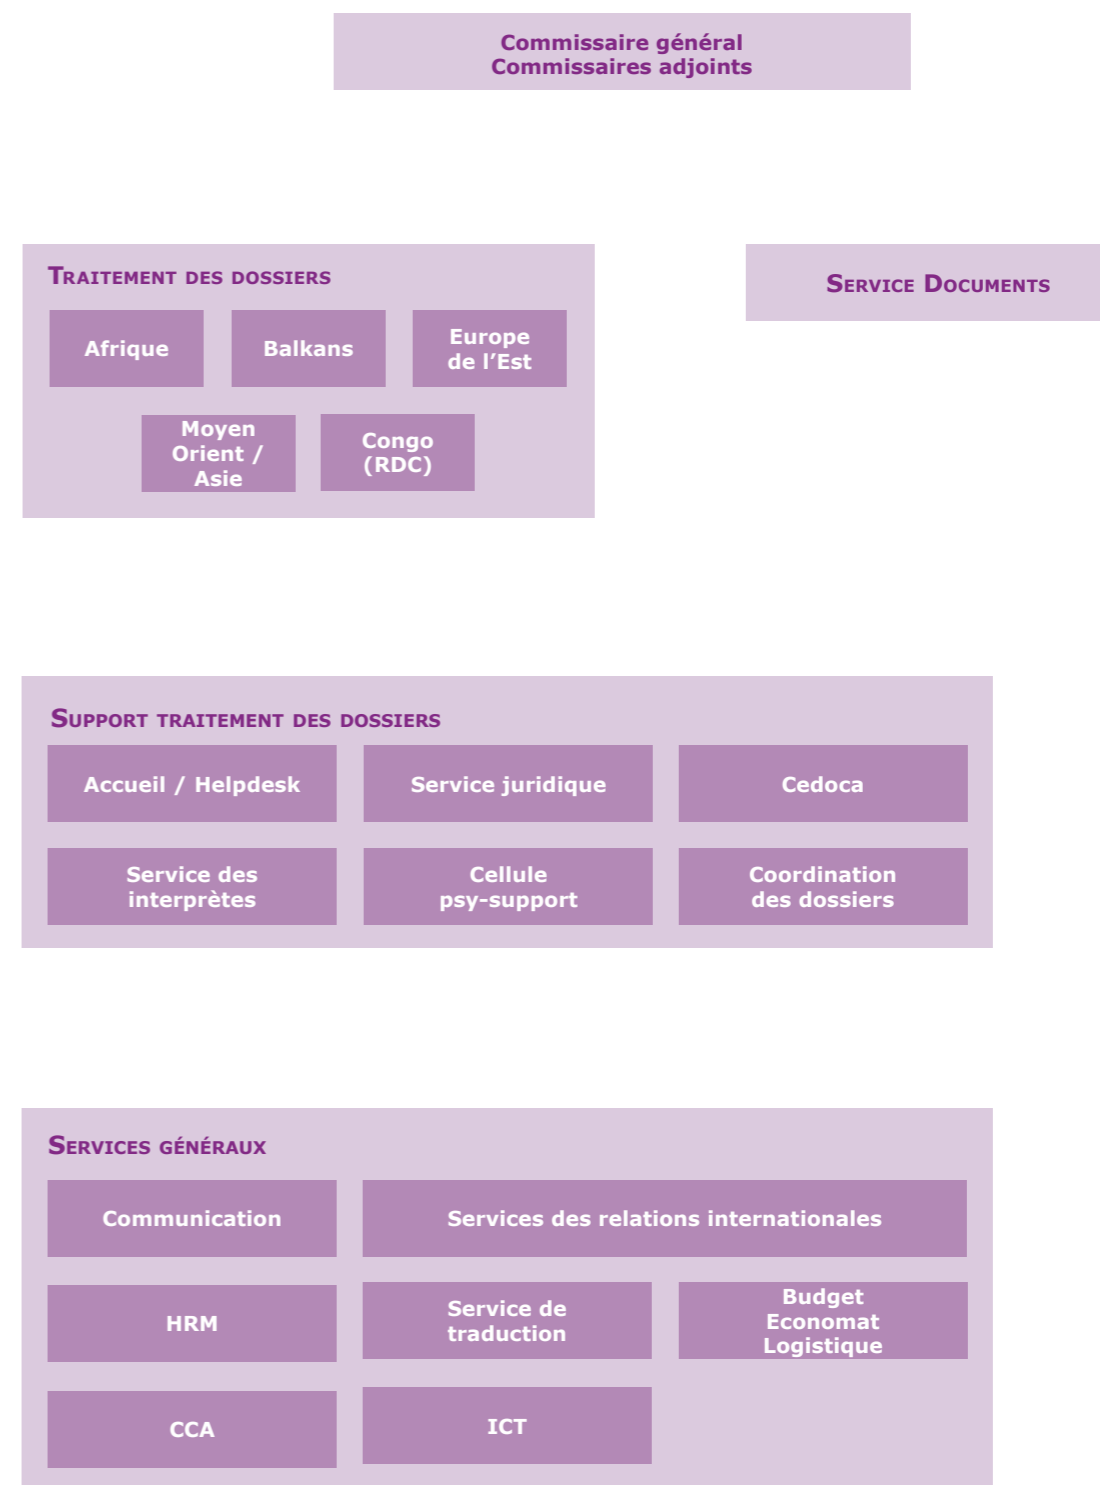 Commissaire général
Commissaires adjoints
Traitement des dossiers
Service Documents
Afrique
Balkans
Europe
de l’Est
Moyen
Orient /
Asie
Congo
(RDC)
Support traitement des dossiers
Accueil / Helpdesk
Service juridique
Cedoca
Service des
interprètes
Cellule
psy-support
Coordination
des dossiers
Services généraux
Communication
Services des relations internationales
HRM
Service de
traduction
Budget
Economat
Logistique
CCA
ICT